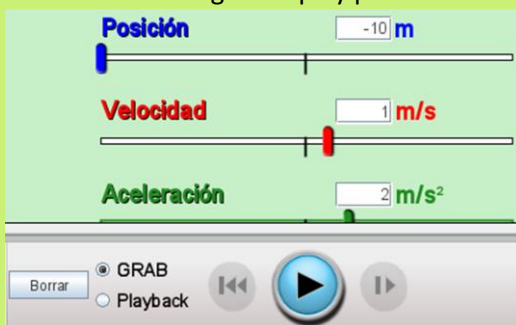 Posición -10 m
Velocidad 1 m/s
Aceleración 2 m/s²
GRAB
Borrar
Playback